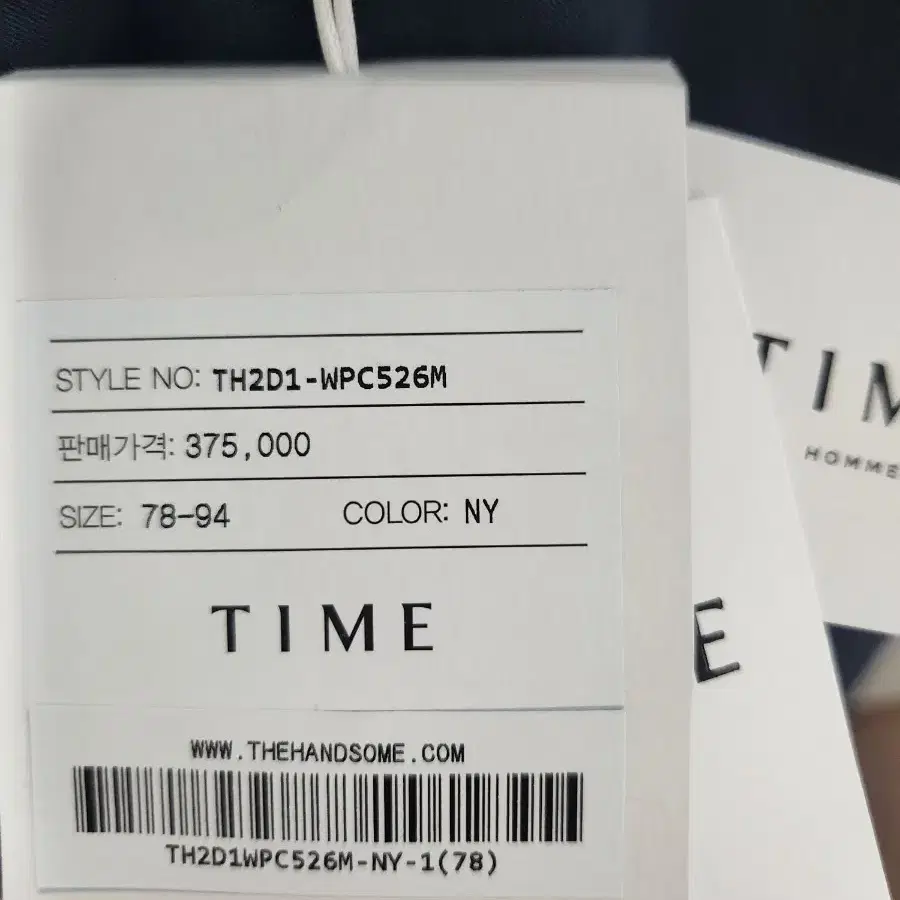 STYLE NO: TH2D1-WPC526M
판매가격: 375,000
SIZE: 78-94 COLOR: NY
TIME
WWW.THEHANDSOME.COM
TH2D1WPC526M-NY-1(78)
TIM
HOMME
E